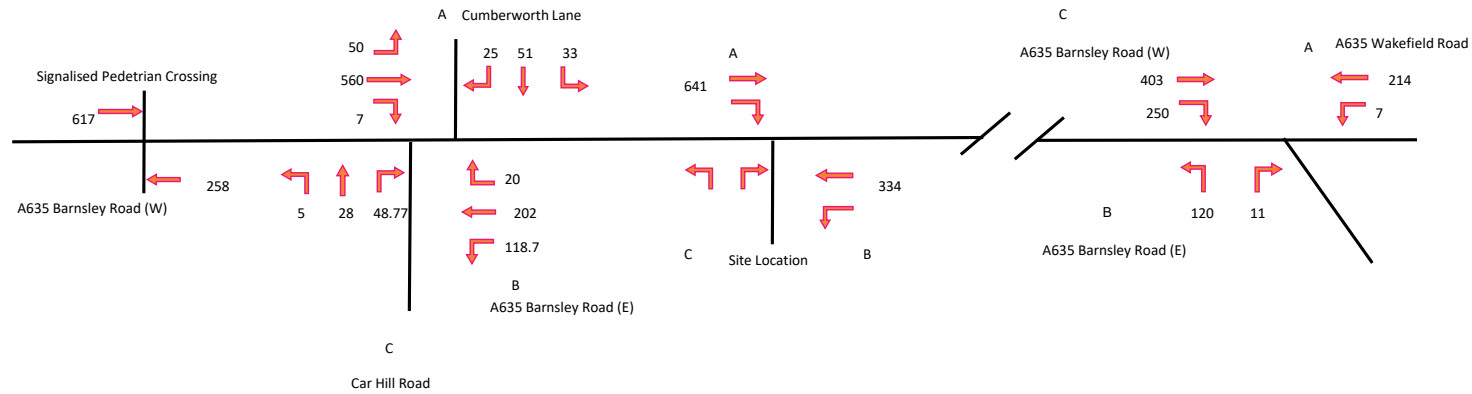 A Cumberworth Lane
C
50
25 51 33
A
A635 Barnsley Road (W)
A A635 Wakefield Road
Signalised Pedetrian Crossing
560
641
403
214
617
7
250
7
258
20
334
5 28 48.77
202
120 11
A635 Barnsley Road (W)
B
118.7
C
Site Location
B
A635 Barnsley Road (E)
B
A635 Barnsley Road (E)
C
Car Hill Road